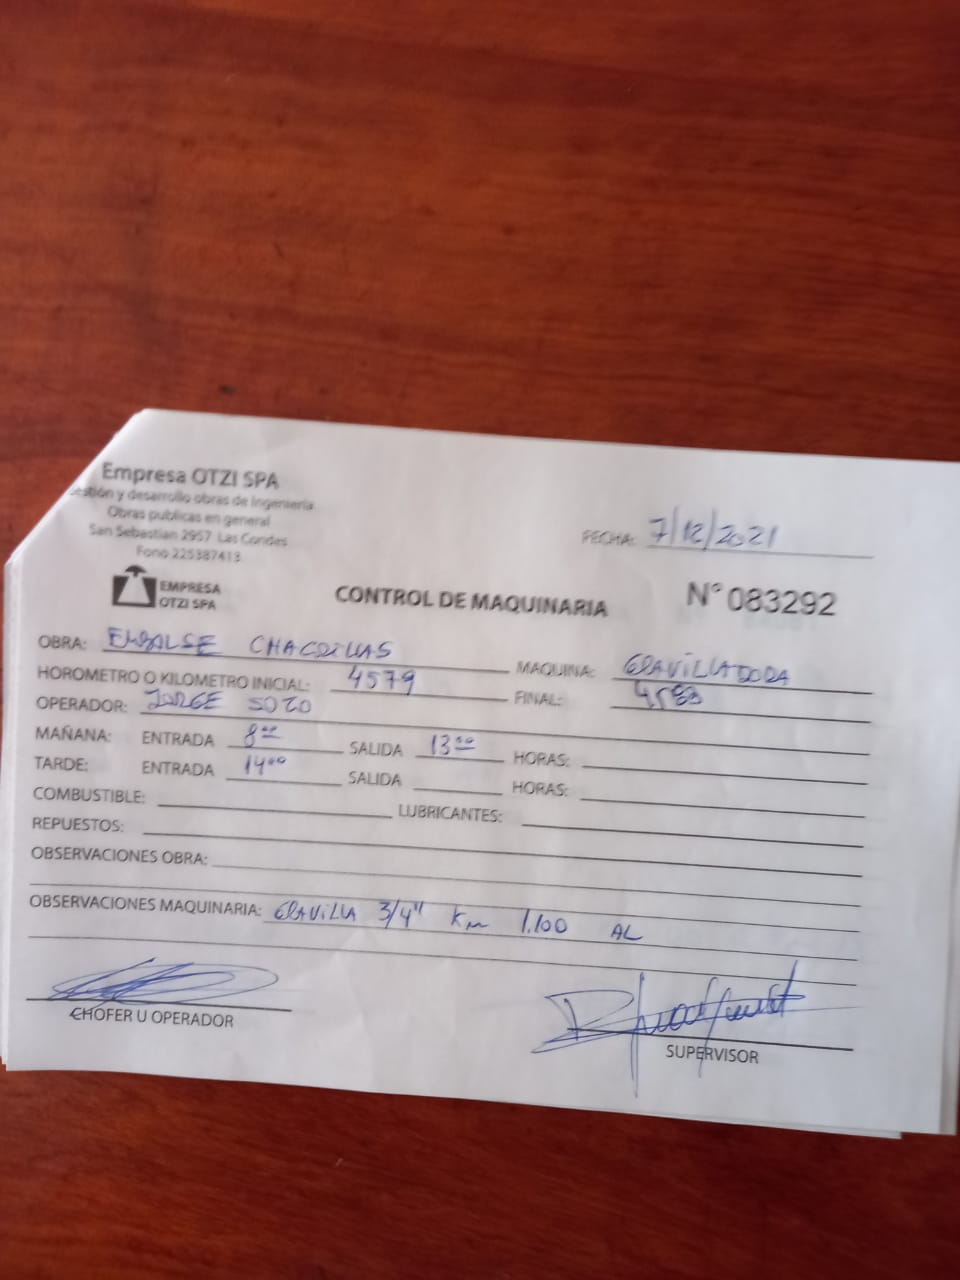 Empresa OTZI SPA
estión y desarrollo obras de Ingeniería
Obras publicas en general
San Sebastian 2957 Las Condes
Fono 225387413
FECHA: 7/12/2021
EMPRESA
OTZI SPA
CONTROL DE MAQUINARIA
N° 083292
OBRA: EMBALSE CHACRILLAS MAQUINA: GRAVILLADORA
HOROMETRO O KILOMETRO INICIAL: 4579 FINAL:
OPERADOR: JORGE SOTO
MAÑANA: ENTRADA 8⁰⁰ SALIDA 13⁰⁰ HORAS:
TARDE: ENTRADA 14⁰⁰ SALIDA HORAS:
COMBUSTIBLE: LUBRICANTES:
REPUESTOS:
OBSERVACIONES OBRA:
OBSERVACIONES MAQUINARIA: GRAVILLA 3/4" Km 1.100 AL
CHOFER U OPERADOR
SUPERVISOR